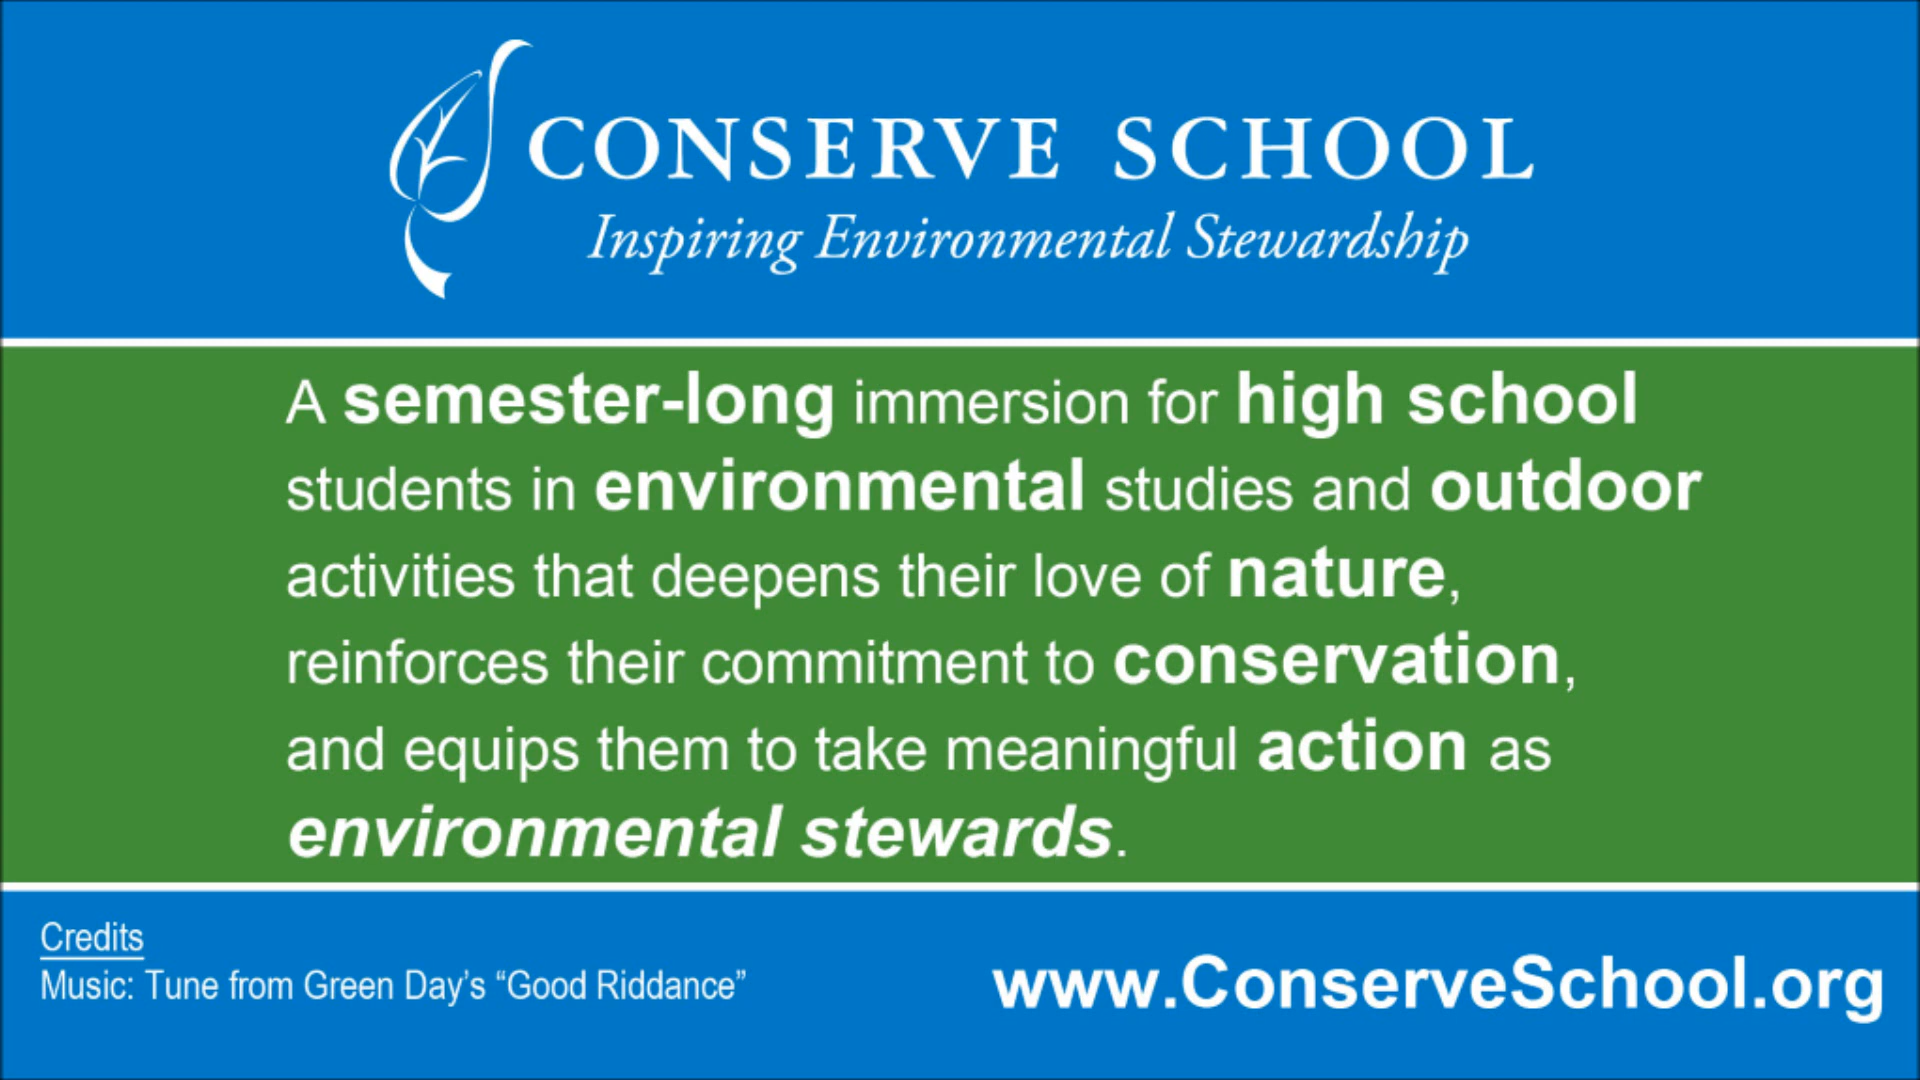 CONSERVE SCHOOL
Inspiring Environmental Stewardship
A semester-long immersion for high school
students in environmental studies and outdoor
activities that deepens their love of nature,
reinforces their commitment to conservation,
and equips them to take meaningful action as
environmental stewards.
Credits
Music: Tune from Green Day’s “Good Riddance”
www.ConserveSchool.org